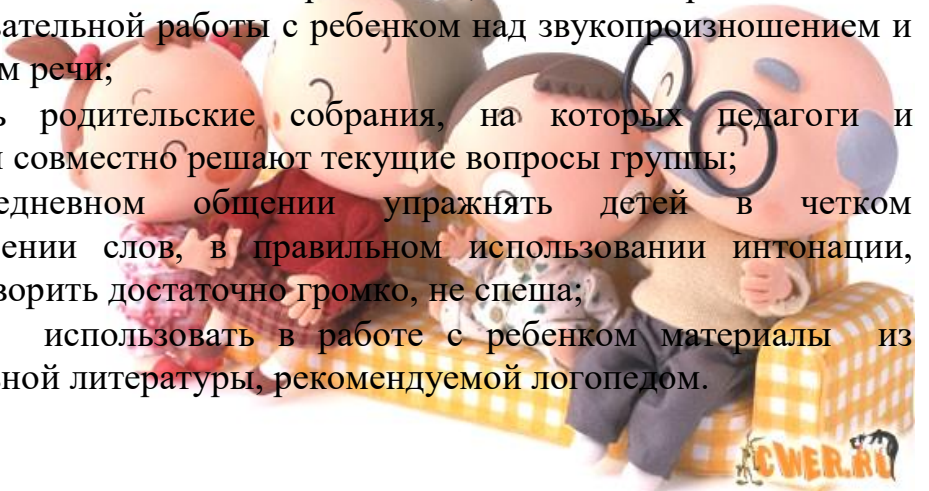 ательной работы с ребенком над звукопроизношением и
м речи;
ь родительские собрания, на которых педагоги и
и совместно решают текущие вопросы группы;
едневном общении упражнять детей в четком
ении слов, в правильном использовании интонации,
ворить достаточно громко, не спеша;
использовать в работе с ребенком материалы из
ной литературы, рекомендуемой логопедом.
CWER.RU